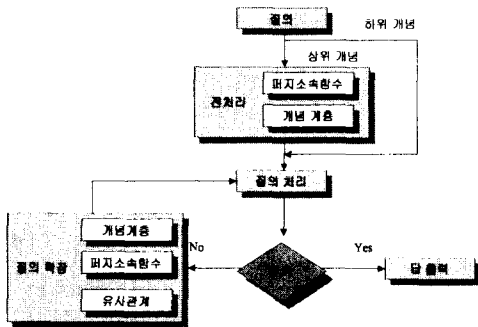 질의
하위 개념
상위 개념
전처리
퍼지소속함수
개념 계층
질의 처리
개념계층
No
Yes
질의 확장
퍼지소속함수
답 출력
유사관계